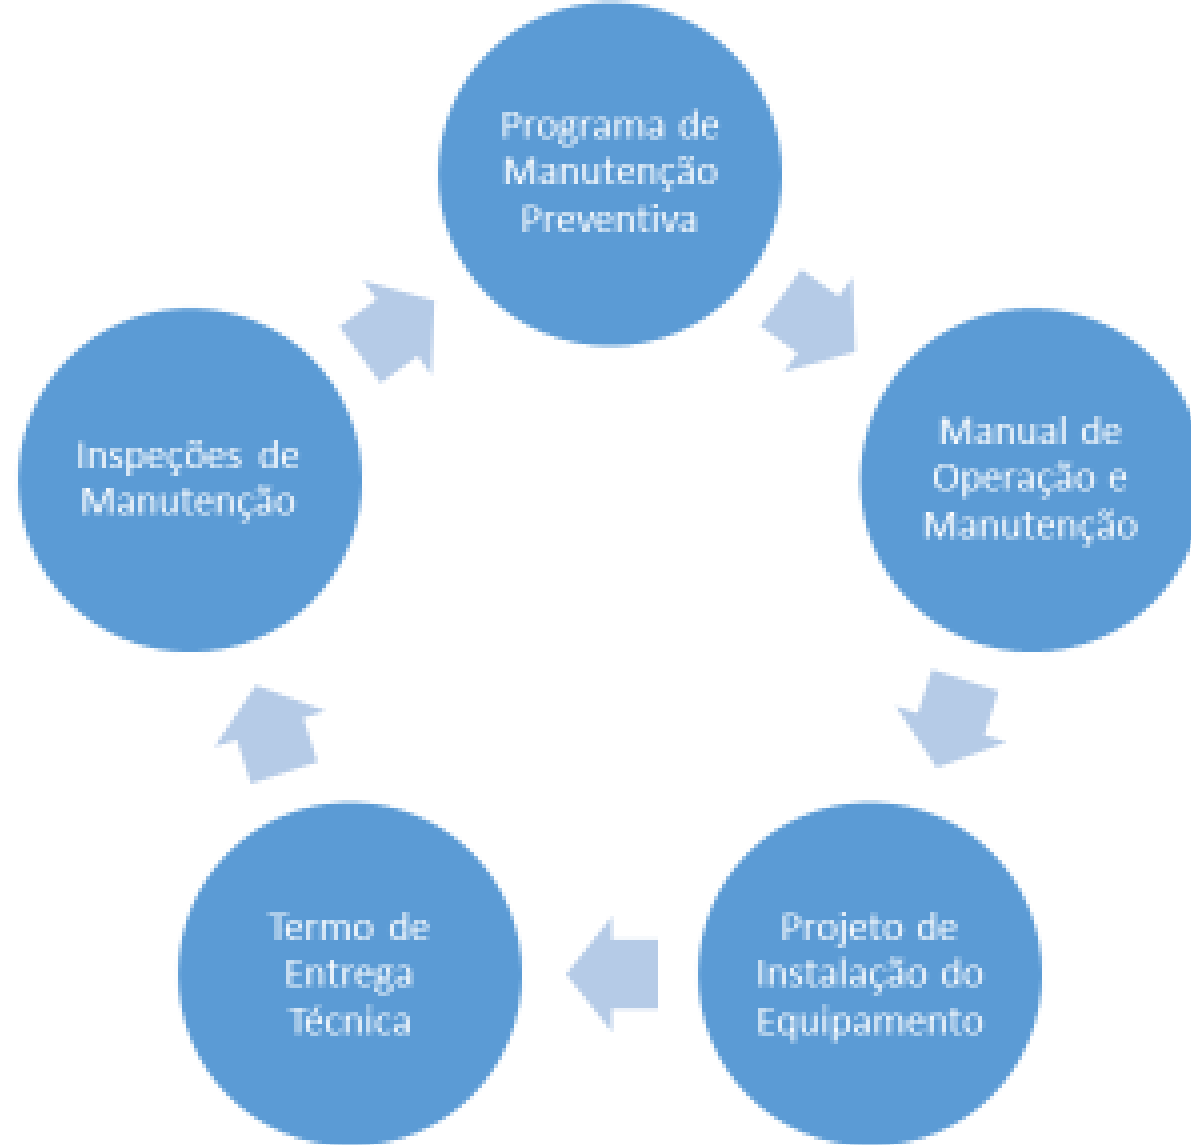 Programa de
Manutenção
Preventiva
Manual de
Operação e
Manutenção
Projeto de
Instalação do
Equipamento
Termo de
Entrega
Técnica
Inspeções de
Manutenção